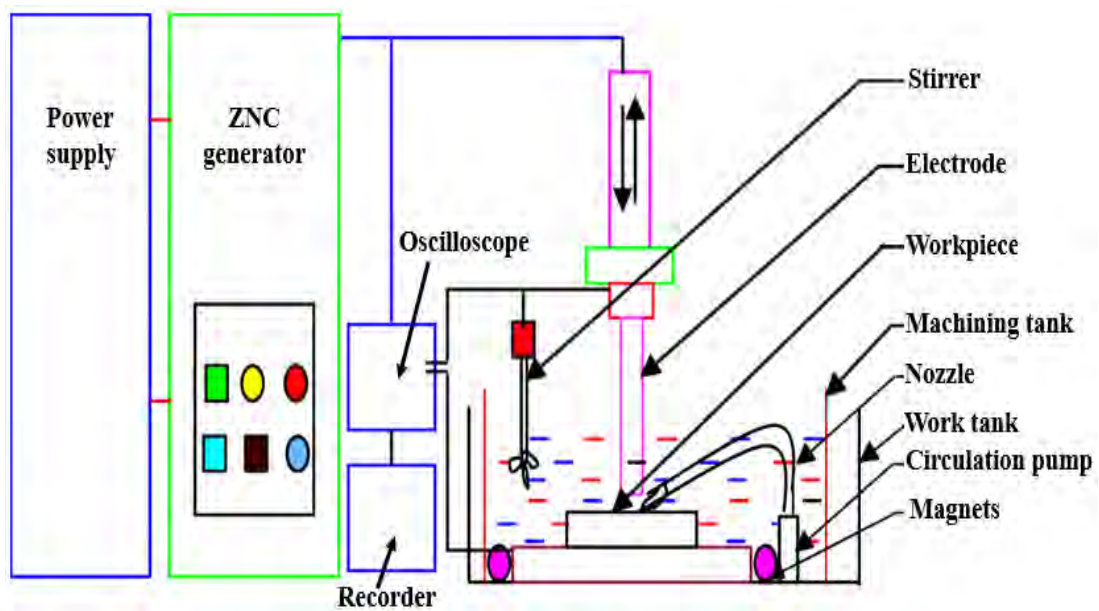 Power
supply
ZNC
generator
Oscilloscope
Recorder
Stirrer
Electrode
Workpiece
Machining tank
Nozzle
Work tank
Circulation pump
Magnets